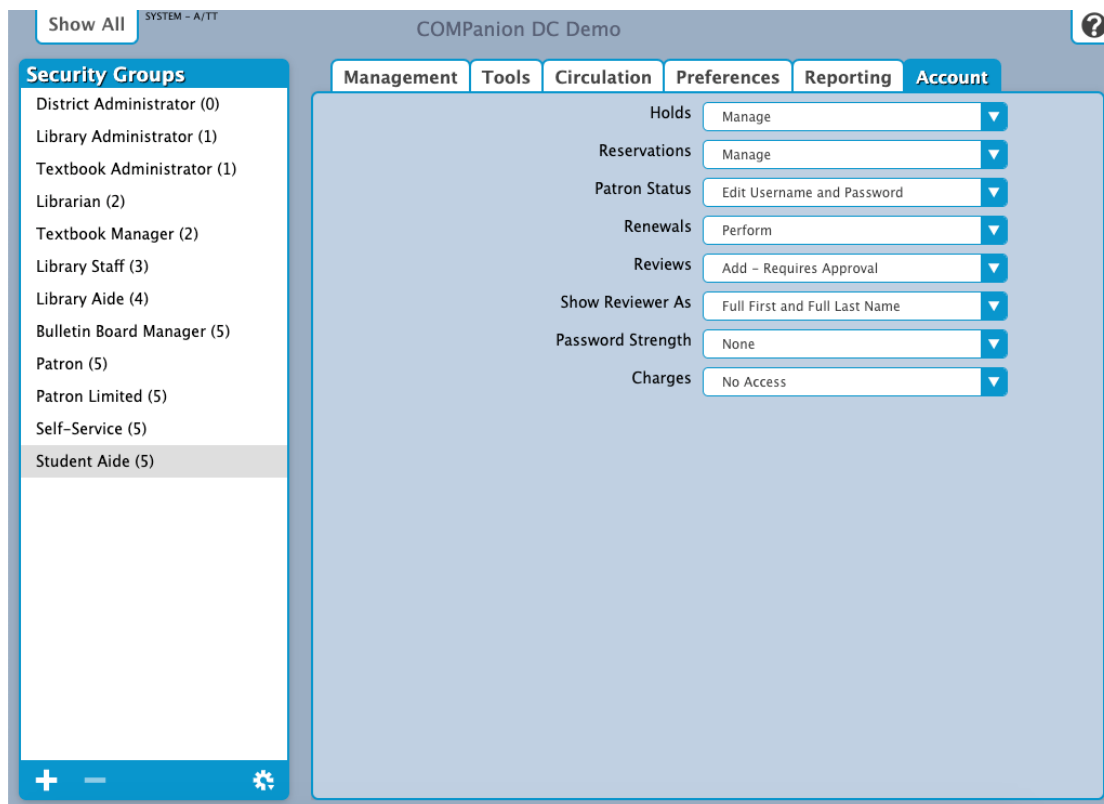 Show All
SYSTEM - A/TT
COMPanion DC Demo
?
Security Groups
District Administrator (0)
Library Administrator (1)
Textbook Administrator (1)
Librarian (2)
Textbook Manager (2)
Library Staff (3)
Library Aide (4)
Bulletin Board Manager (5)
Patron (5)
Patron Limited (5)
Self-Service (5)
Student Aide (5)
Management Tools Circulation Preferences Reporting Account
Holds Manage
Reservations Manage
Patron Status Edit Username and Password
Renewals Perform
Reviews Add - Requires Approval
Show Reviewer As Full First and Full Last Name
Password Strength None
Charges No Access